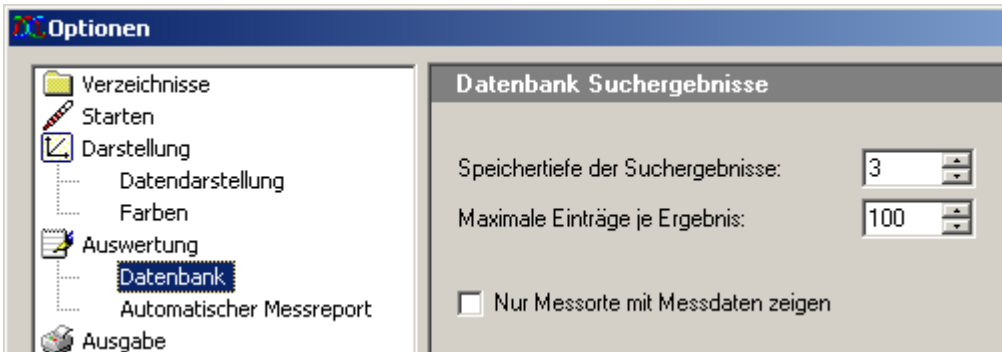 Optionen
Verzeichnisse
Starten
Darstellung
Datendarstellung
Farben
Auswertung
Datenbank
Automatischer Messreport
Ausgabe
Datenbank Suchergebnisse
Speichertiefe der Suchergebnisse: 3
Maximale Einträge je Ergebnis: 100
Nur Messorte mit Messdaten zeigen